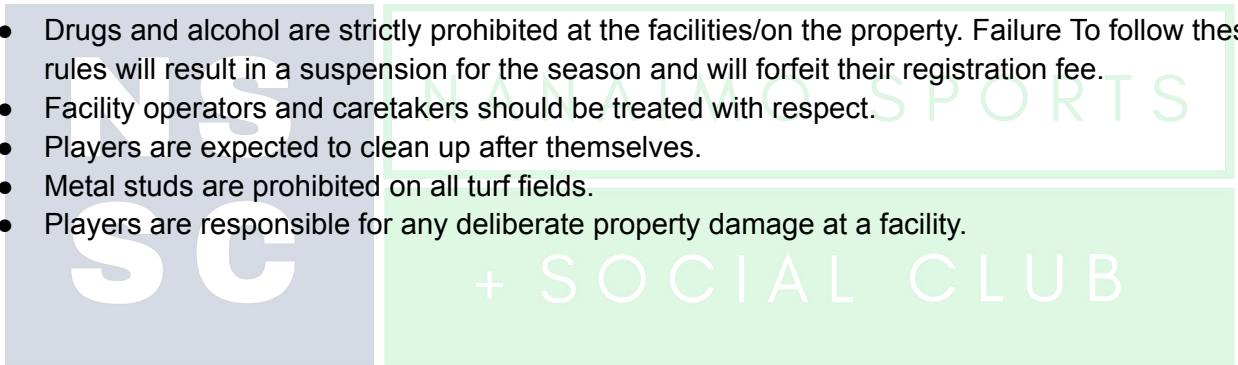 ● Drugs and alcohol are strictly prohibited at the facilities/on the property. Failure To follow thes
rules will result in a suspension for the season and will forfeit their registration fee.
● Facility operators and caretakers should be treated with respect.
● Players are expected to clean up after themselves.
● Metal studs are prohibited on all turf fields.
● Players are responsible for any deliberate property damage at a facility.
NS
SC
NANAIMO SPORTS
+ SOCIAL CLUB